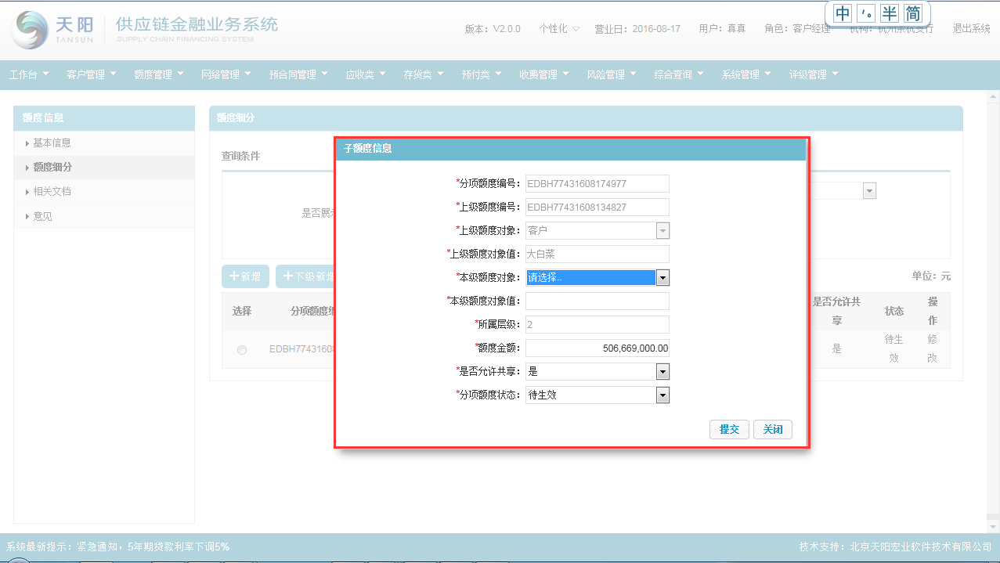 天阳
TANSUN
供应链金融业务系统
SUPPLY CHAIN FINANCING SYSTEM
版本：V2.0.0 个性化 营业日：2016-08-17 用户：真真 角色：客户经理 机构：杭州余杭支行 退出系统
中 ’。 半 简
工作台 客户管理 额度管理 网络管理 预合同管理 应收类 存货类 预付类 收费管理 风险管理 综合查询 系统管理 评级管理
额度信息
基本信息
额度细分
相关文档
意见
额度细分
查询条件
是否展示
新增 下级新增
单位：元
选择 分项额度编 是否允许共享 状态 操作
EDBH7743160 是 待生效 修改
子额度信息
*分项额度编号：EDBH77431608174977
*上级额度编号：EDBH77431608134827
*上级额度对象：客户
*上级额度对象值：大白菜
*本级额度对象：请选择..
*本级额度对象值：
*所属层级：2
*额度金额：506,669,000.00
*是否允许共享：是
*分项额度状态：待生效
提交 关闭
系统最新提示：紧急通知，5年期贷款利率下调5%
技术支持：北京天阳宏业软件技术有限公司